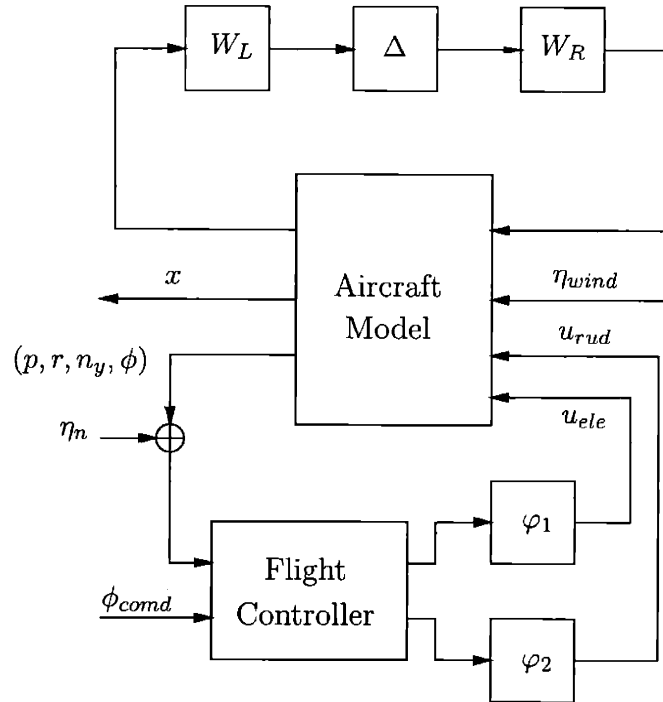 W_L
Δ
W_R
x
Aircraft
Model
η_wind
u_rud
(p, r, n_y, ϕ)
u_ele
η_n
φ_1
Flight
Controller
ϕ_comd
φ_2